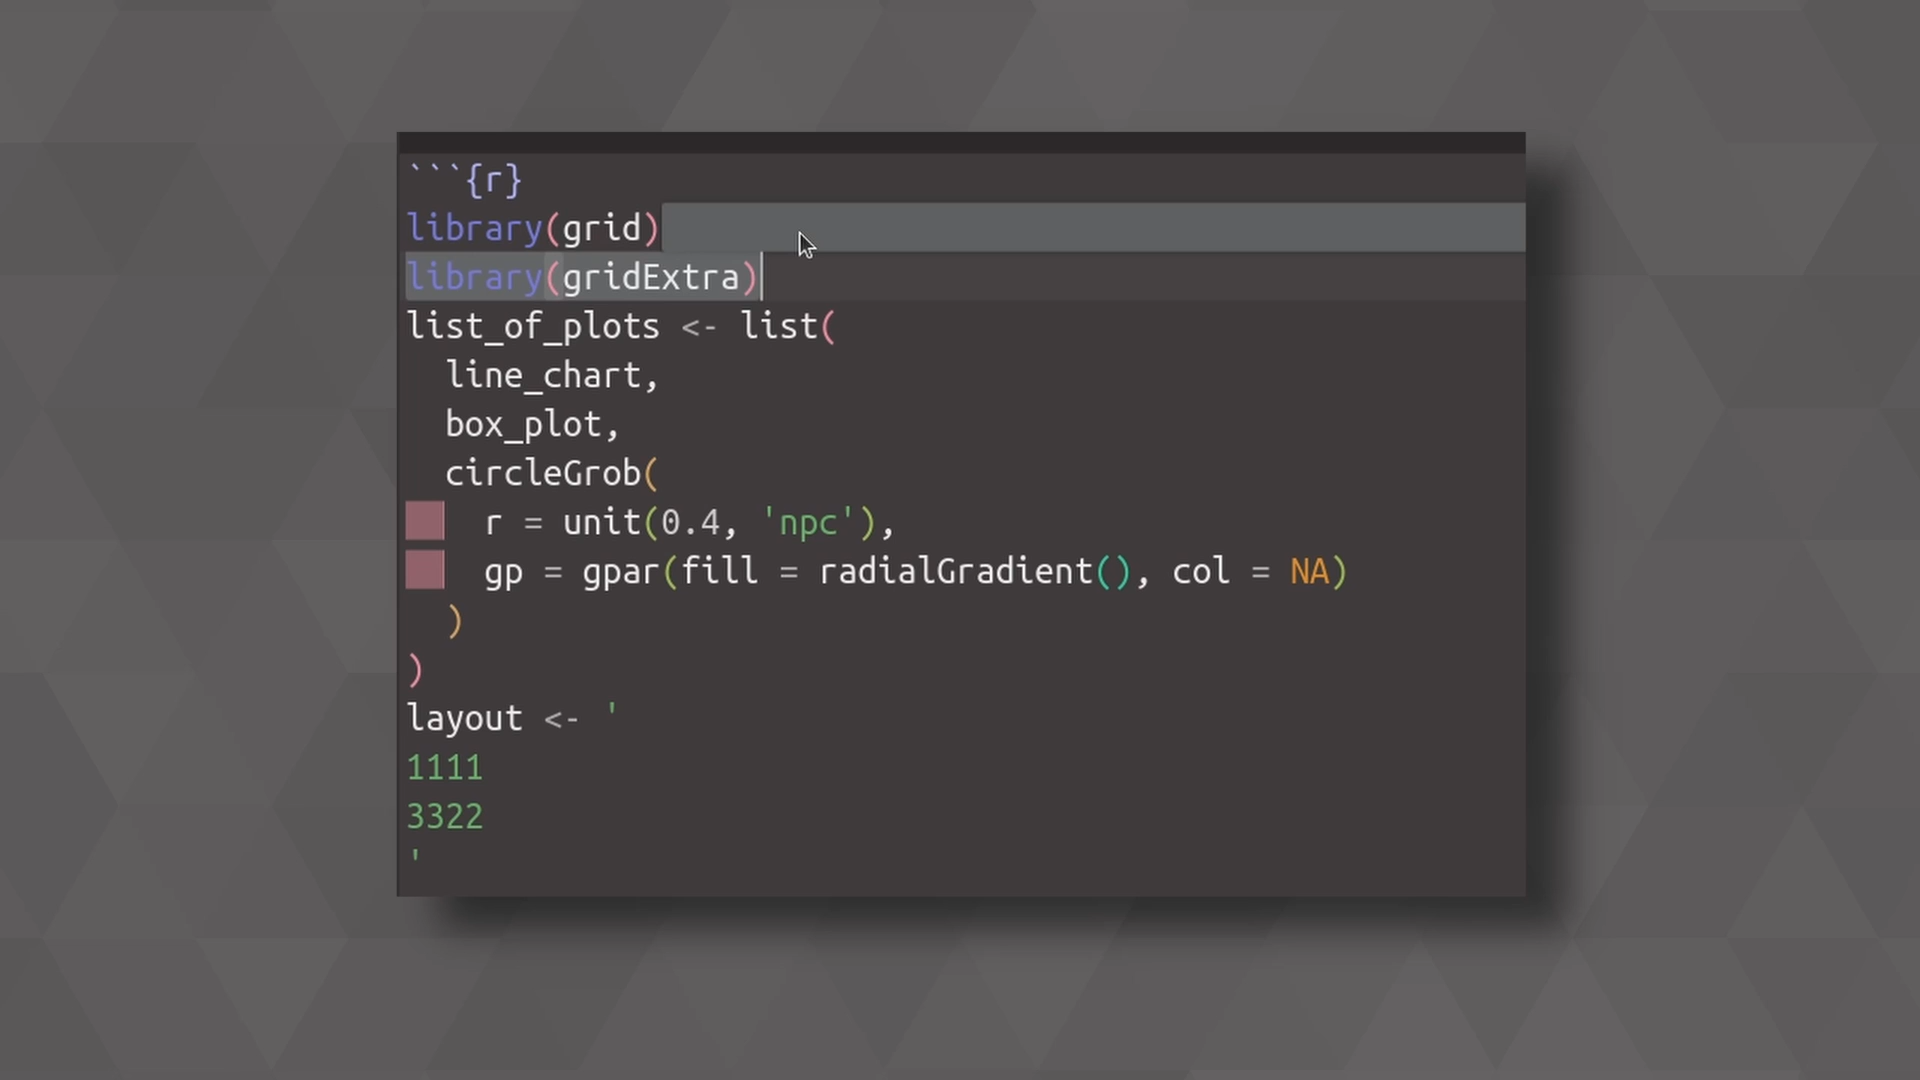 ```{r}
library(grid)
library(gridExtra)
list_of_plots <- list(
  line_chart,
  box_plot,
  circleGrob(
    r = unit(0.4, 'npc'),
    gp = gpar(fill = radialGradient(), col = NA)
  )
)
layout <- '
1111
3322
'